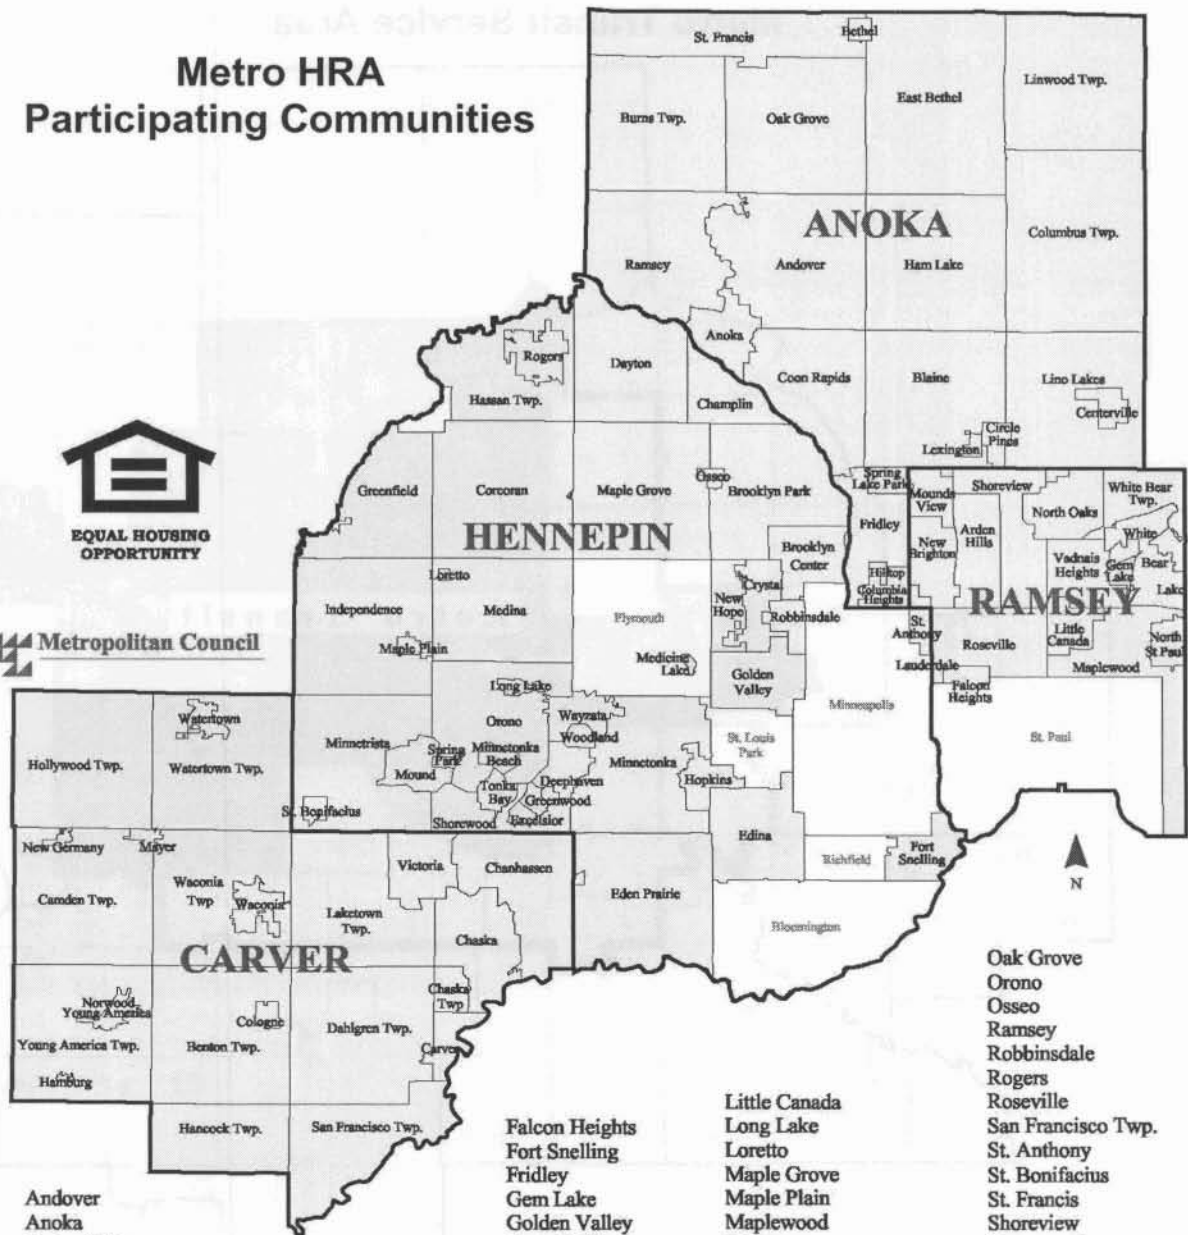 Metro HRA
Participating Communities
St. Francis
Bethel
Linwood Twp.
East Bethel
Burns Twp.
Oak Grove
ANOKA
Columbus Twp.
Ramsey
Andover
Ham Lake
Anoka
Rogers
Dayton
Coon Rapids
Blaine
Lino Lakes
Hassan Twp.
Champlin
Centerville
Circle
Pines
Lexington
EQUAL HOUSING
OPPORTUNITY
Greenfield
Corcoran
Maple Grove
Osseo
Brooklyn Park
Spring
Lake Park
Mounds
View
Shoreview
North Oaks
White Bear
Twp.
HENNEPIN
Fridley
New
Brighton
Arden
Hills
White
Bear
Lake
Vadnais
Heights
Gem
Lake
Brooklyn
Center
Hilltop
Columbia
Heights
RAMSEY
Loretto
Crystal
New
Hope
Robbinsdale
Independence
Medina
Plymouth
St.
Anthony
Roseville
Little
Canada
North
St Paul
Metropolitan Council
Maple Plain
Medicine
Lake
Lauderdale
Maplewood
Golden
Valley
Falcon
Heights
Long Lake
Minneapolis
Watertown
Orono
Wayzata
Woodland
St. Louis
Park
St. Paul
Hollywood Twp.
Watertown Twp.
Minnetrista
Spring
Park
Minnetonka
Beach
Minnetonka
Mound
Hopkins
Tonka
Bay
Deephaven
Greenwood
St. Bonifacius
Shorewood
Excelsior
Edina
New Germany
Mayer
Victoria
Chanhassen
Richfield
Fort
Snelling
N
Camden Twp.
Waconia
Twp
Waconia
Laketown
Twp.
Eden Prairie
Bloomington
Chaska
CARVER
Norwood
Young America
Cologne
Chaska
Twp
Young America Twp.
Benton Twp.
Dahlgren Twp.
Carver
Hamburg
Hancock Twp.
San Francisco Twp.
Andover
Anoka
Falcon Heights
Fort Snelling
Fridley
Gem Lake
Golden Valley
Little Canada
Long Lake
Loretto
Maple Grove
Maple Plain
Maplewood
Oak Grove
Orono
Osseo
Ramsey
Robbinsdale
Rogers
Roseville
San Francisco Twp.
St. Anthony
St. Bonifacius
St. Francis
Shoreview